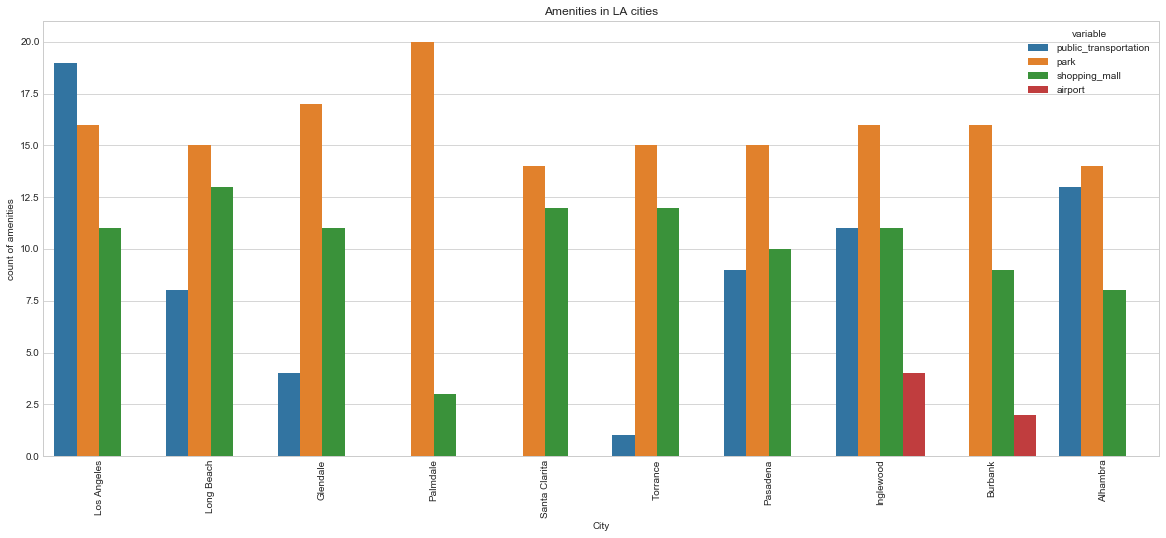 Amenities in LA cities
variable
public_transportation
park
shopping_mall
airport
count of amenities
20.0
17.5
15.0
12.5
10.0
7.5
5.0
2.5
0.0
Los Angeles
Long Beach
Glendale
Palmdale
Santa Clarita
Torrance
Pasadena
Inglewood
Burbank
Alhambra
City